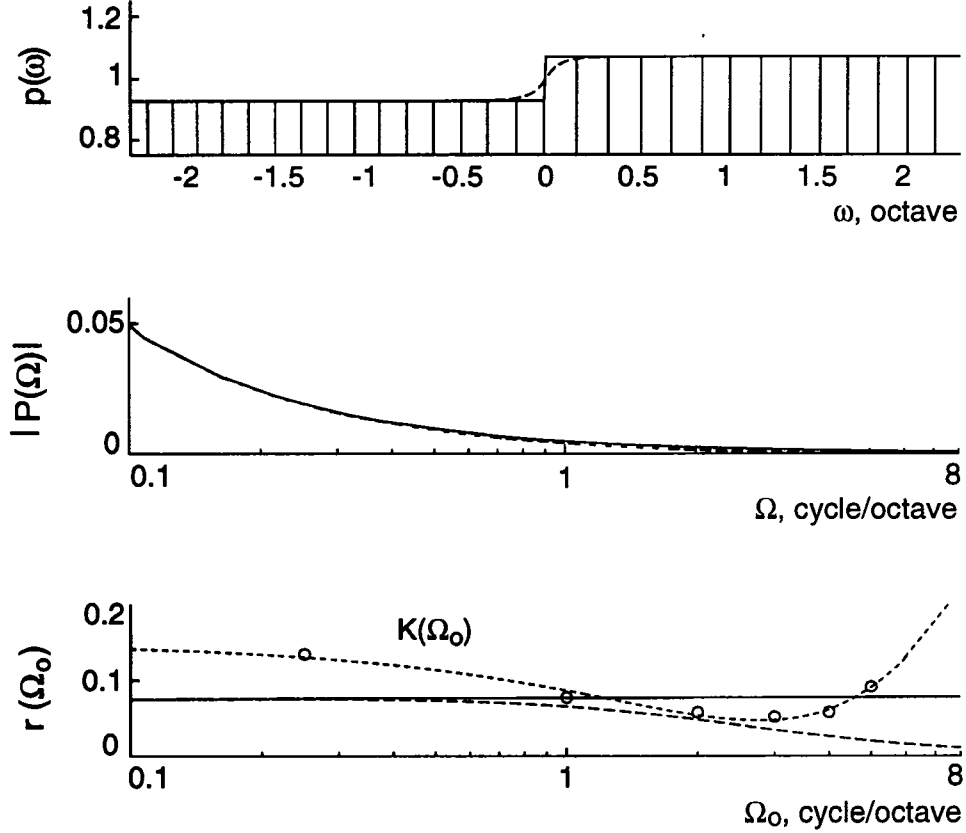 1.2
1
0.8
p(ω)
-2 -1.5 -1 -0.5 0 0.5 1 1.5 2
ω, octave
0.05
0
|P(Ω)|
0.1 1 8
Ω, cycle/octave
0.2
0.1
0
r(Ωo)
K(Ωo)
0.1 1 8
Ωo, cycle/octave